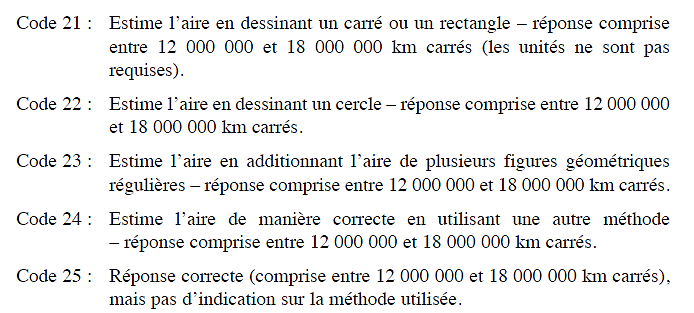 Code 21 : Estime l’aire en dessinant un carré ou un rectangle – réponse comprise
entre 12 000 000 et 18 000 000 km carrés (les unités ne sont pas
requises).
Code 22 : Estime l’aire en dessinant un cercle – réponse comprise entre 12 000 000
et 18 000 000 km carrés.
Code 23 : Estime l’aire en additionnant l’aire de plusieurs figures géométriques
régulières – réponse comprise entre 12 000 000 et 18 000 000 km carrés.
Code 24 : Estime l’aire de manière correcte en utilisant une autre méthode
– réponse comprise entre 12 000 000 et 18 000 000 km carrés.
Code 25 : Réponse correcte (comprise entre 12 000 000 et 18 000 000 km carrés),
mais pas d’indication sur la méthode utilisée.